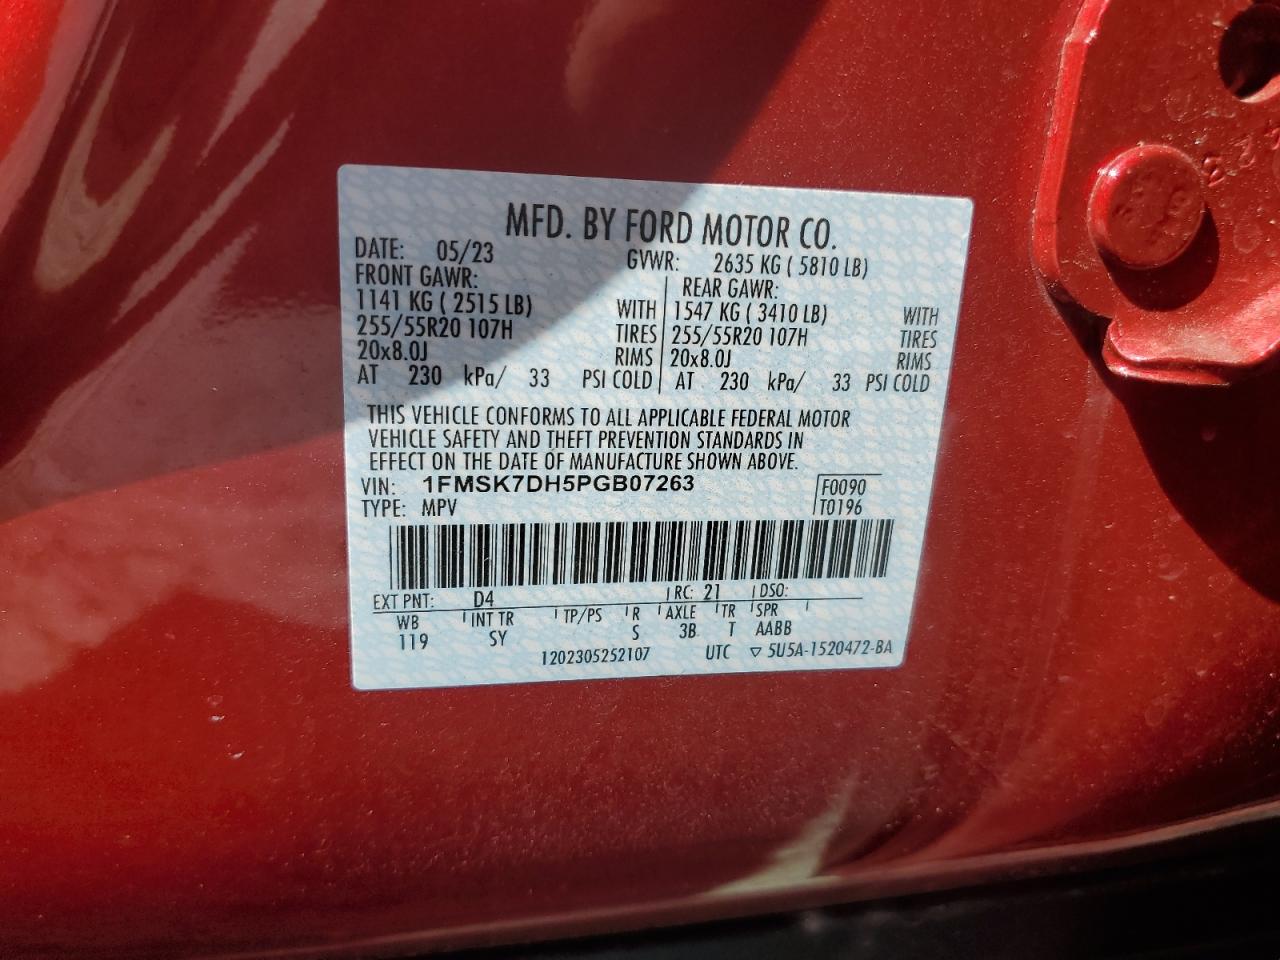 MFD. BY FORD MOTOR CO.
DATE: 05/23 GVWR: 2635 KG ( 5810 LB)
FRONT GAWR: REAR GAWR:
1141 KG ( 2515 LB) WITH 1547 KG ( 3410 LB) WITH
255/55R20 107H TIRES 255/55R20 107H TIRES
20x8.0J RIMS 20x8.0J RIMS
AT 230 kPa/ 33 PSI COLD AT 230 kPa/ 33 PSI COLD
THIS VEHICLE CONFORMS TO ALL APPLICABLE FEDERAL MOTOR
VEHICLE SAFETY AND THEFT PREVENTION STANDARDS IN
EFFECT ON THE DATE OF MANUFACTURE SHOWN ABOVE.
VIN: 1FMSK7DH5PGB07263 F0090
TYPE: MPV T0196
EXT PNT: D4 RC: 21 DSO:
WB INT TR TP/PS R AXLE TR SPR
119 SY S 3B T AABB
1202305252107 UTC ▽ 5U5A-1520472-BA